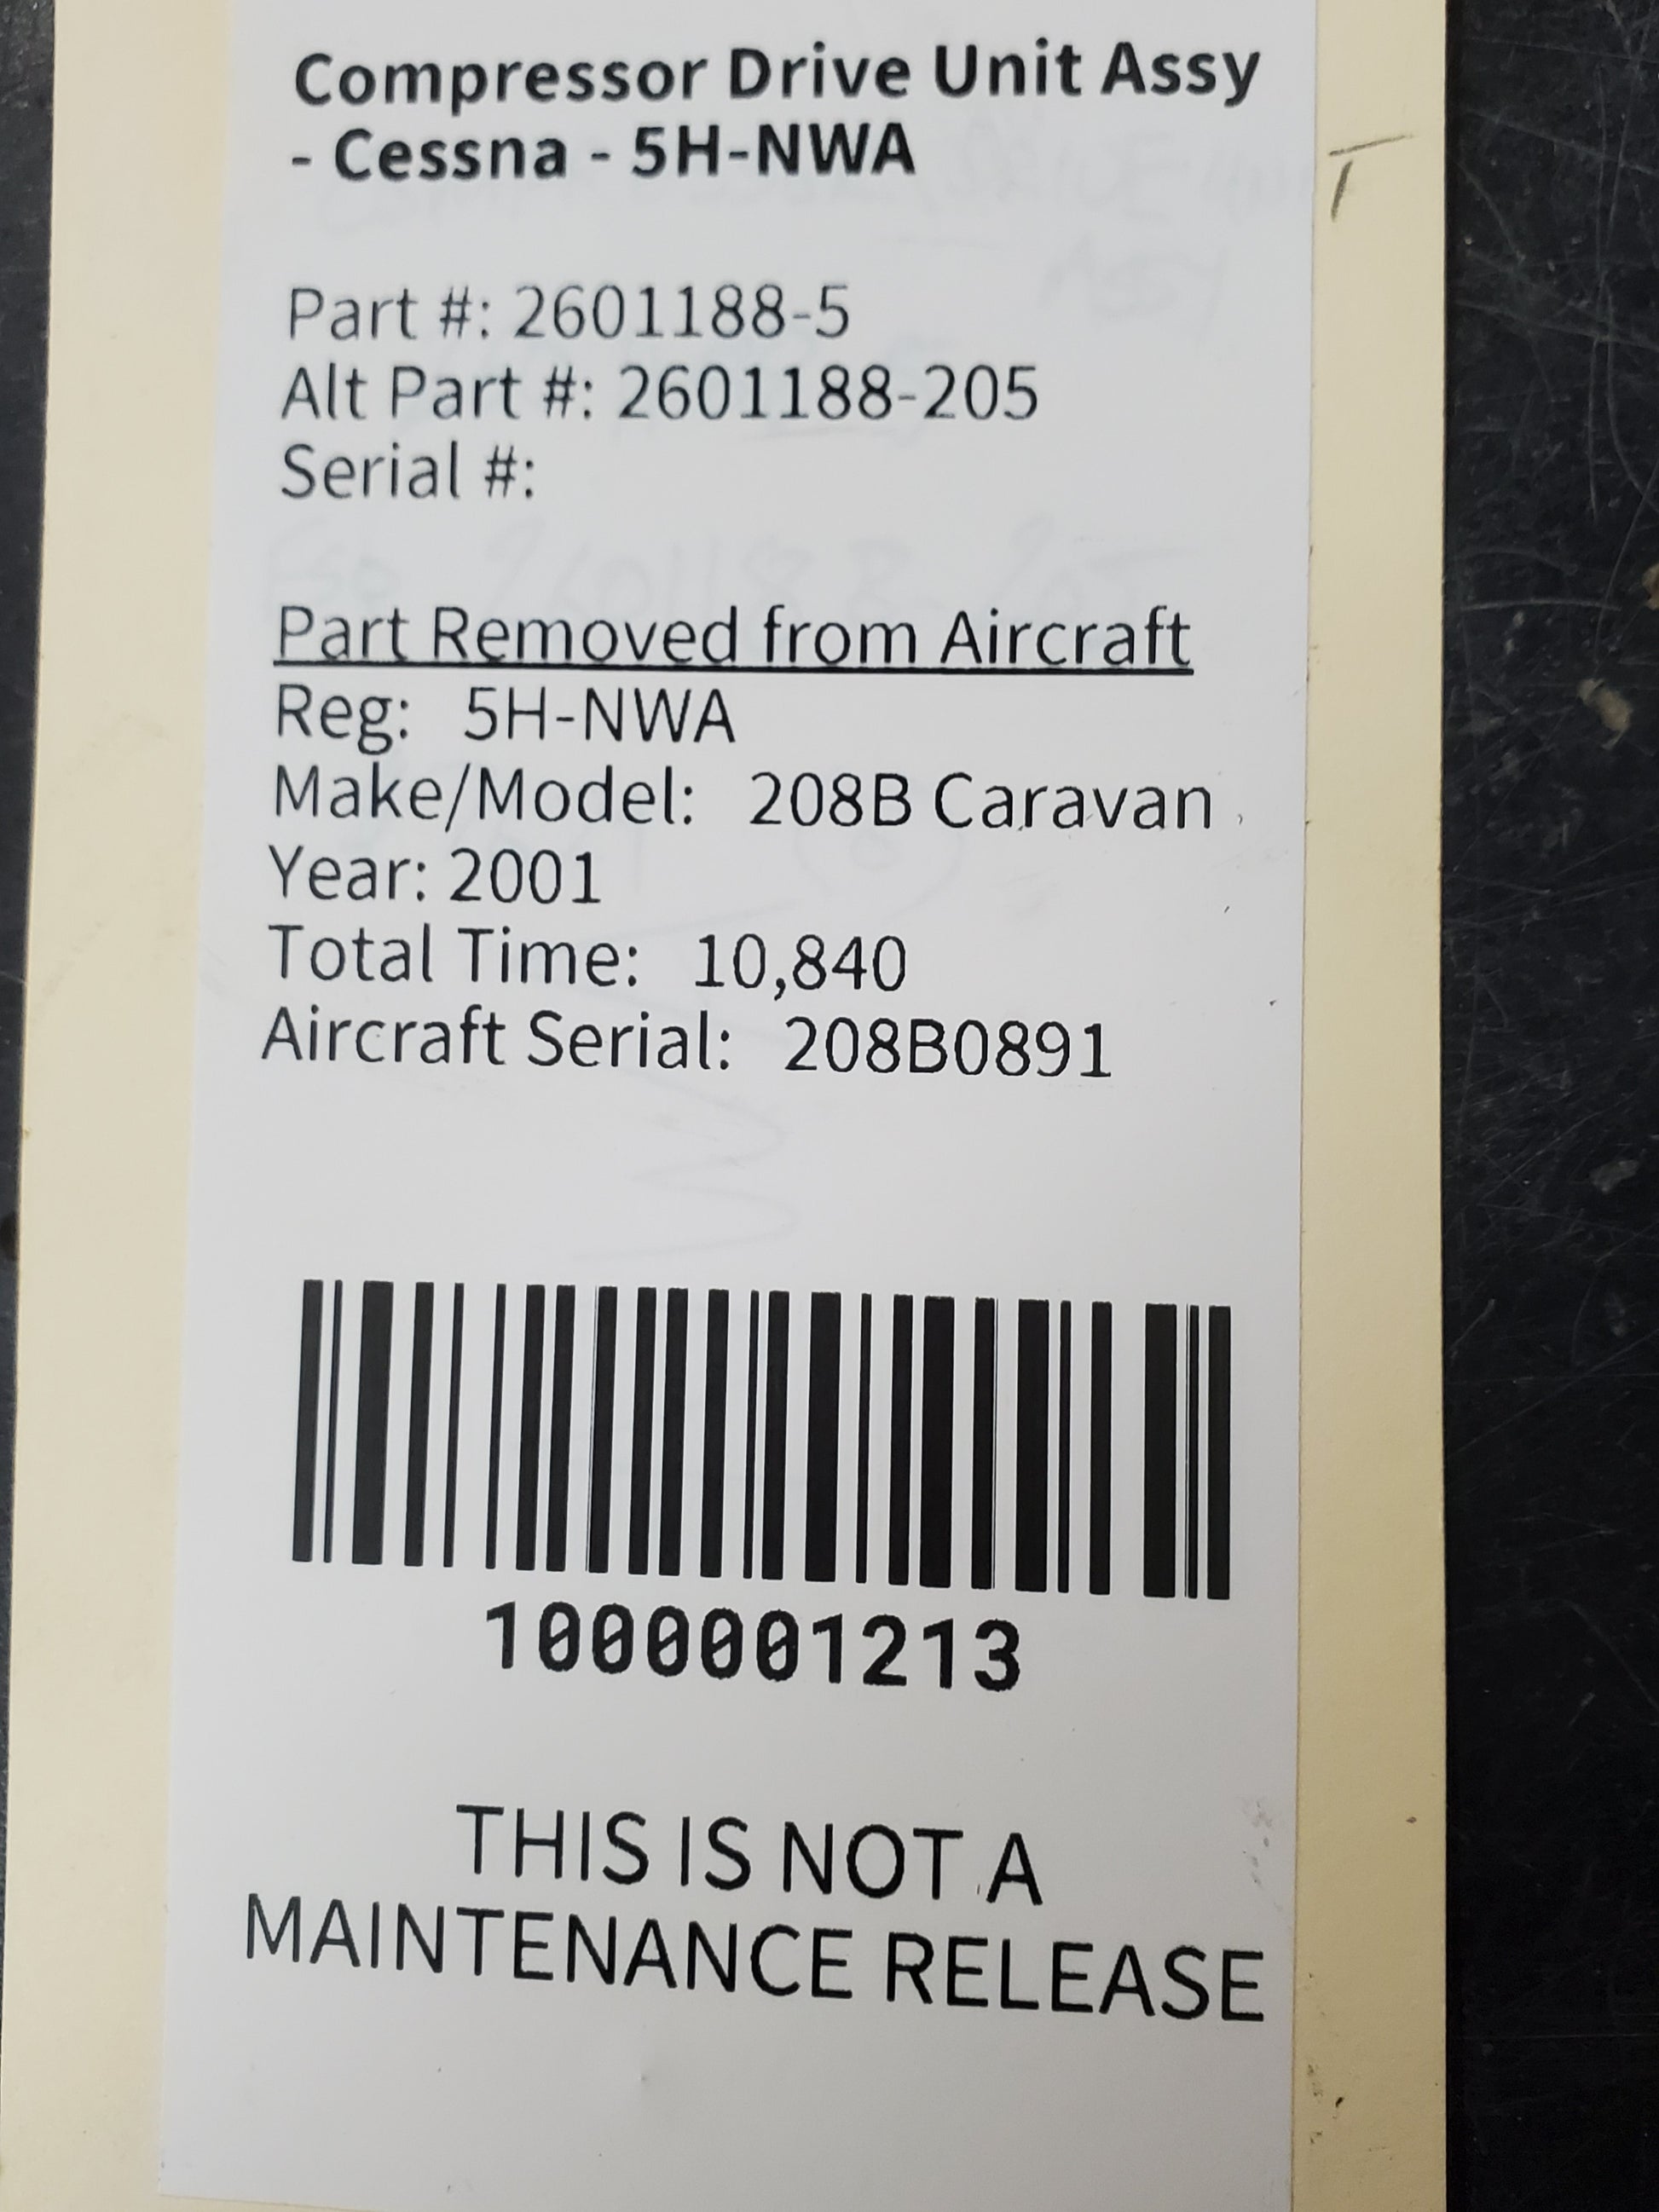 Compressor Drive Unit Assy
- Cessna - 5H-NWA
Part #: 2601188-5
Alt Part #: 2601188-205
Serial #:
Part Removed from Aircraft
Reg: 5H-NWA
Make/Model: 208B Caravan
Year: 2001
Total Time: 10,840
Aircraft Serial: 208B0891
1000001213
THIS IS NOT A
MAINTENANCE RELEASE